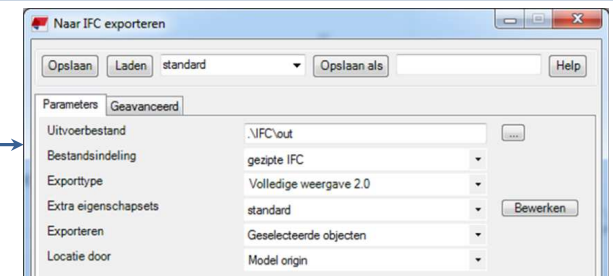 Naar IFC exporteren
Opslaan Laden standard Opslaan als Help
Parameters Geavanceerd
Uitvoerbestand .\IFC\out ...
Bestandsindeling gezipte IFC
Exporttype Volledige weergave 2.0
Extra eigenschapsets standard Bewerken
Exporteren Geselecteerde objecten
Locatie door Model origin